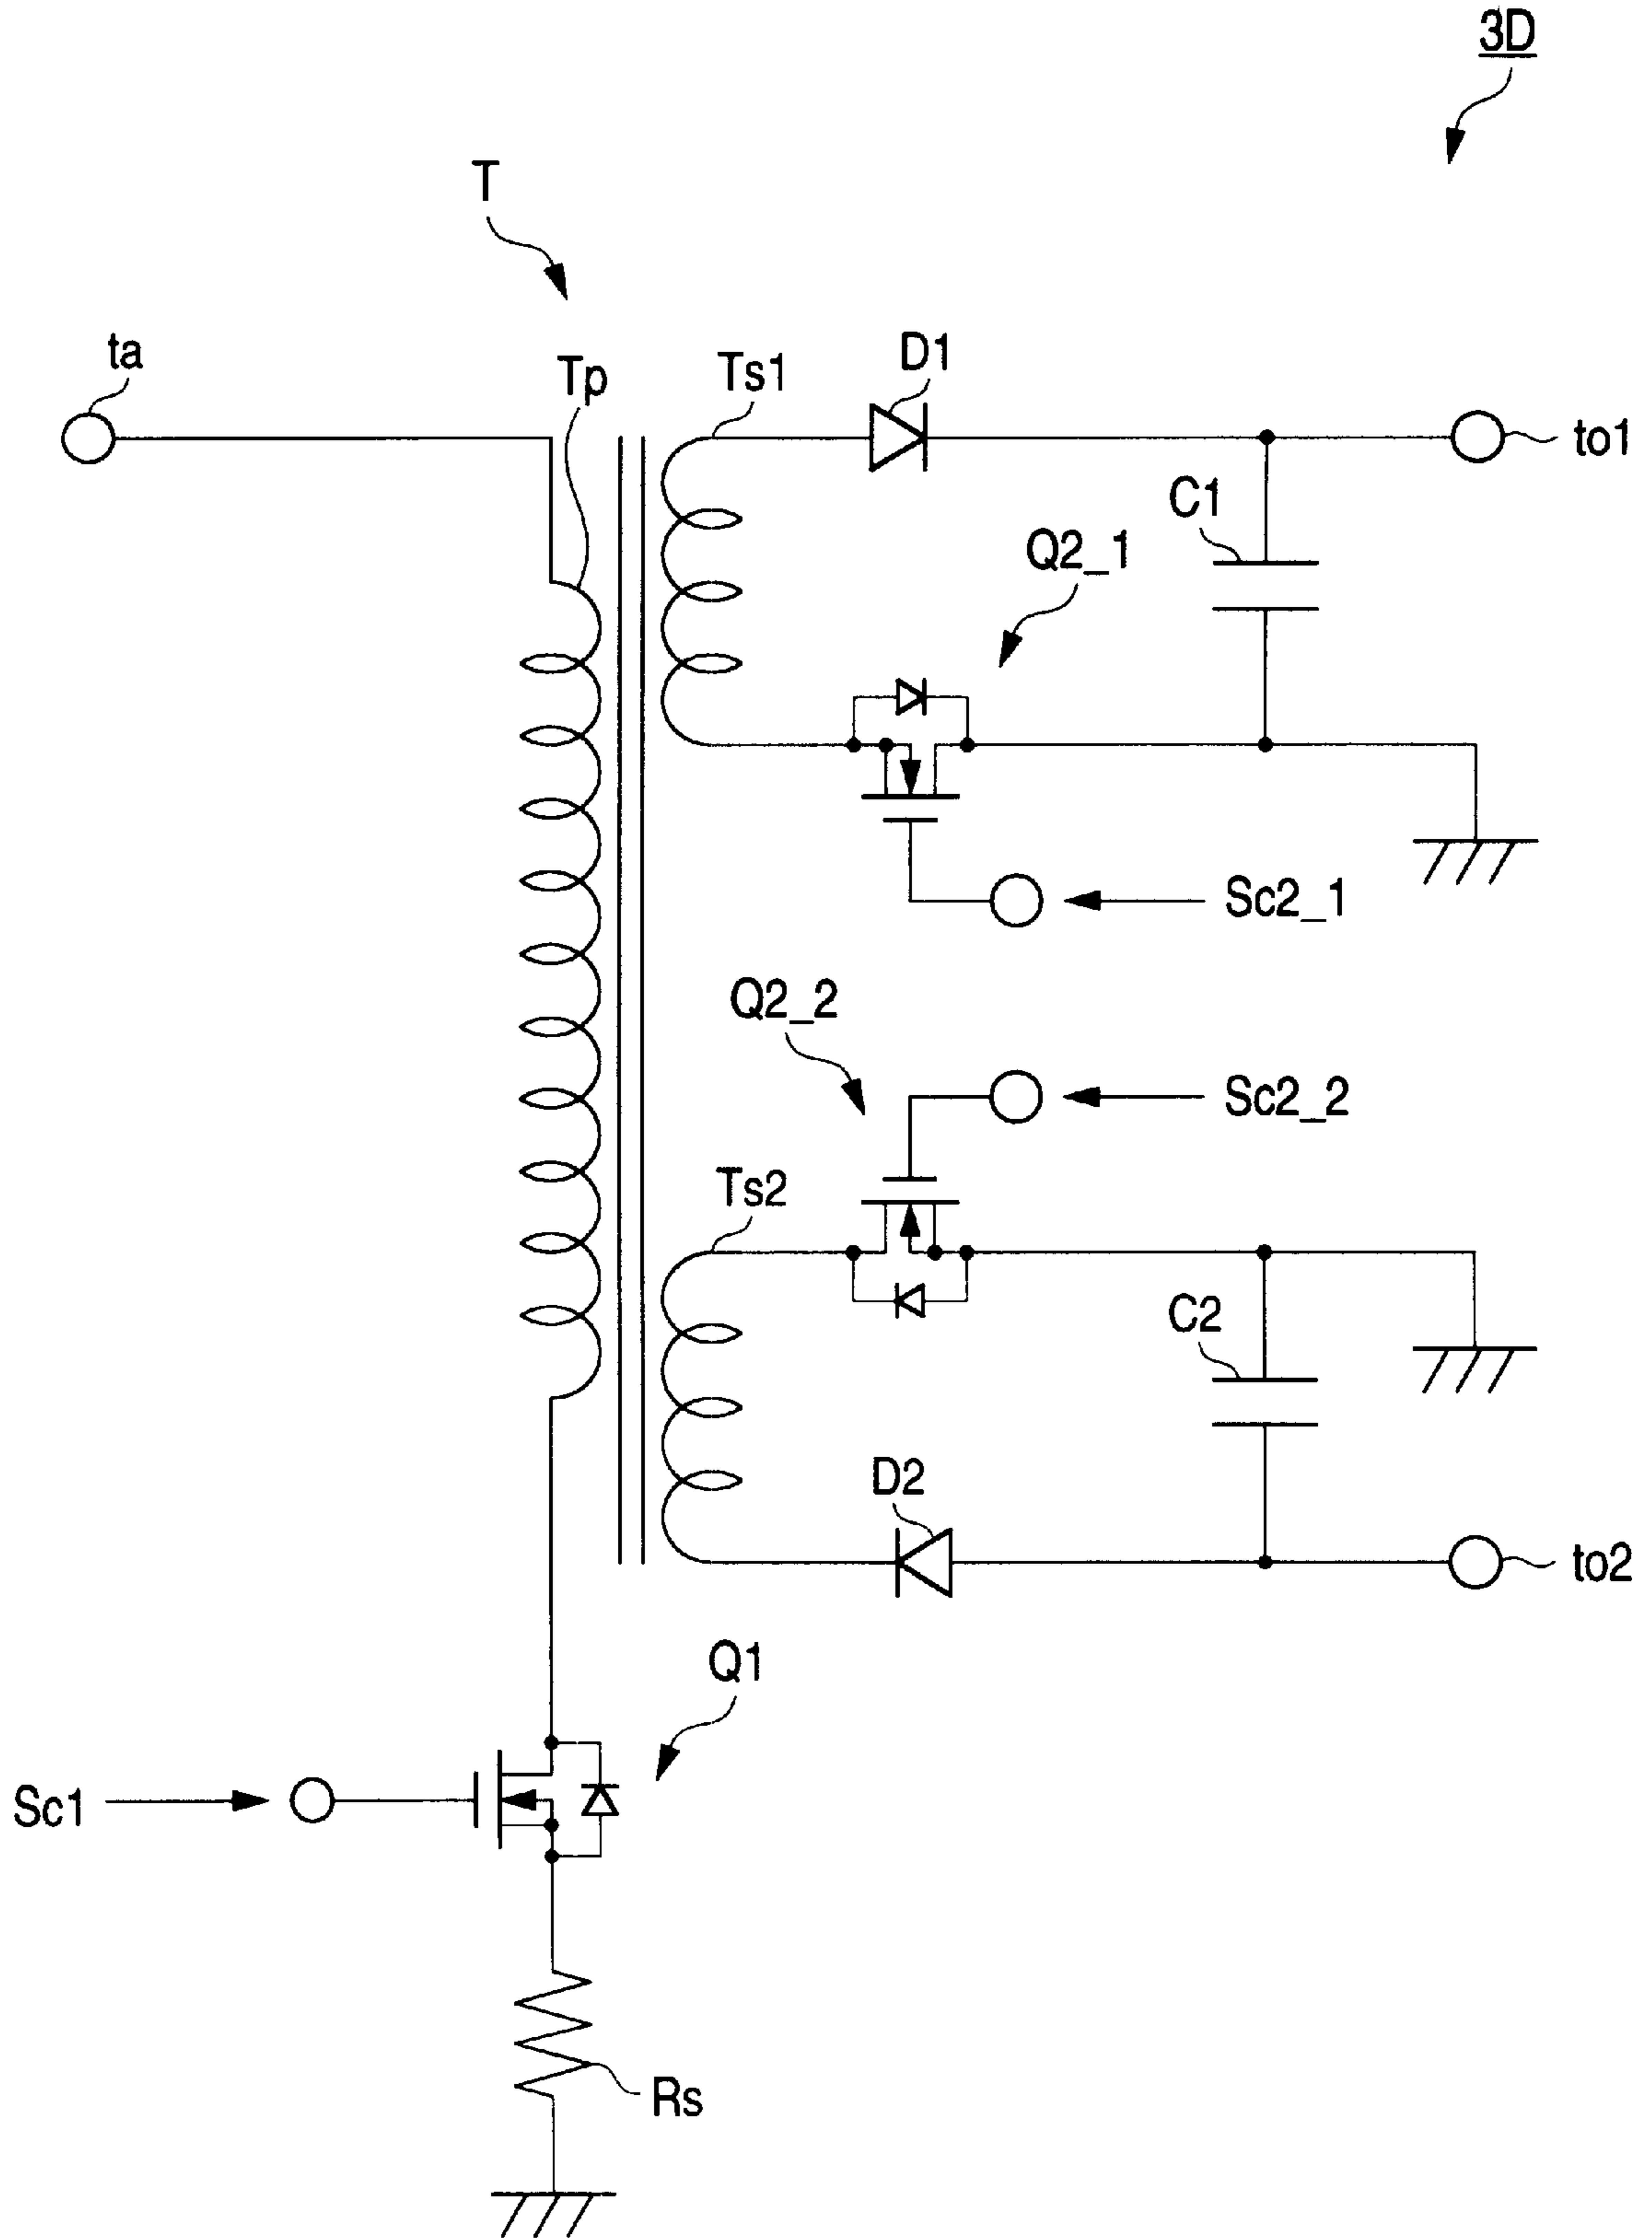 3D
T
ta
Tp
Ts1
D1
to1
C1
Q2_1
Sc2_1
Q2_2
Sc2_2
Ts2
C2
D2
to2
Q1
Sc1
Rs